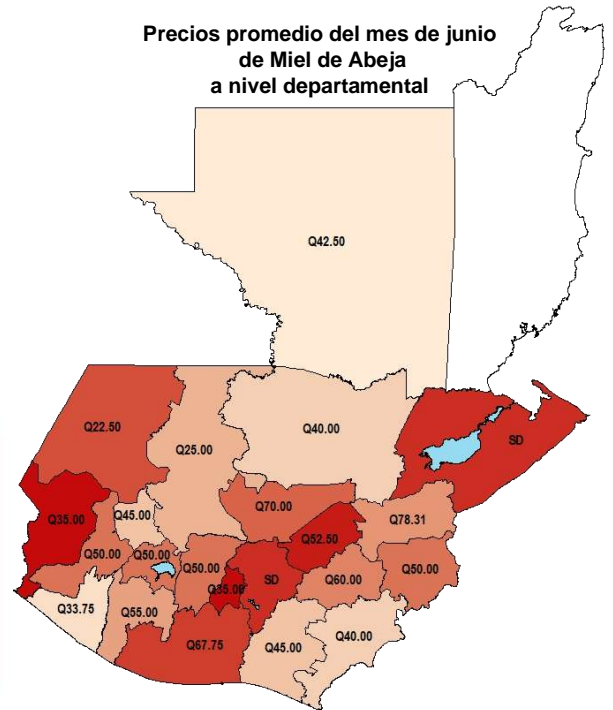 Precios promedio del mes de junio
de Miel de Abeja
a nivel departamental
Q42.50
Q22.50
Q25.00
Q40.00
SD
Q35.00
Q45.00
Q70.00
Q78.31
Q50.00
Q50.00
Q50.00
Q52.50
Q35.00
SD
Q60.00
Q50.00
Q33.75
Q55.00
Q67.75
Q45.00
Q40.00